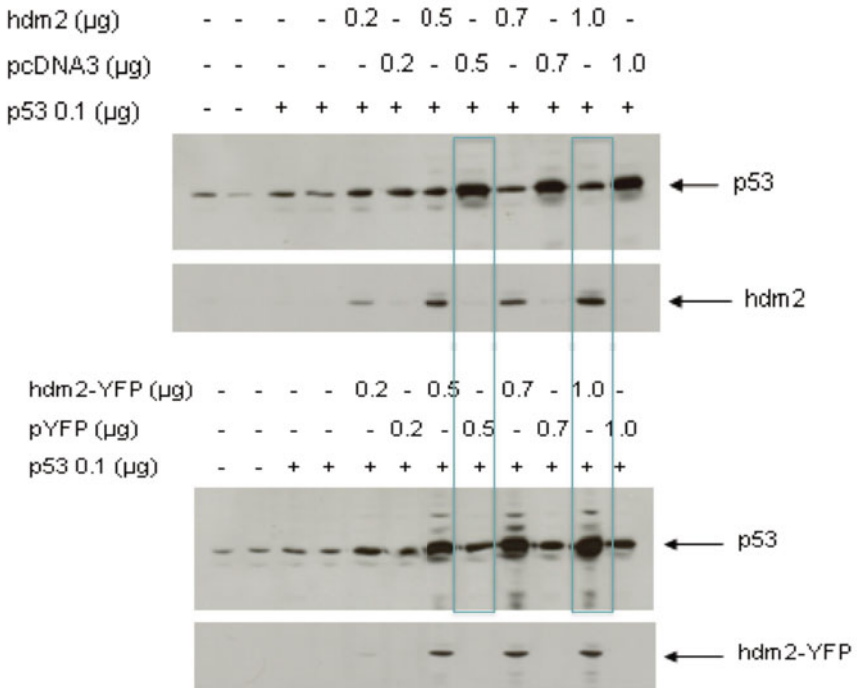 hdm2 (µg) - - - - 0.2 - 0.5 - 0.7 - 1.0 -
pcDNA3 (µg) - - - - - 0.2 - 0.5 - 0.7 - 1.0
p53 0.1 (µg) - - + + + + + + + + + +
p53
hdm2
hdm2-YFP (µg) - - - - 0.2 - 0.5 - 0.7 - 1.0 -
pYFP (µg) - - - - - 0.2 - 0.5 - 0.7 - 1.0
p53 0.1 (µg) - - + + + + + + + + + +
p53
hdm2-YFP